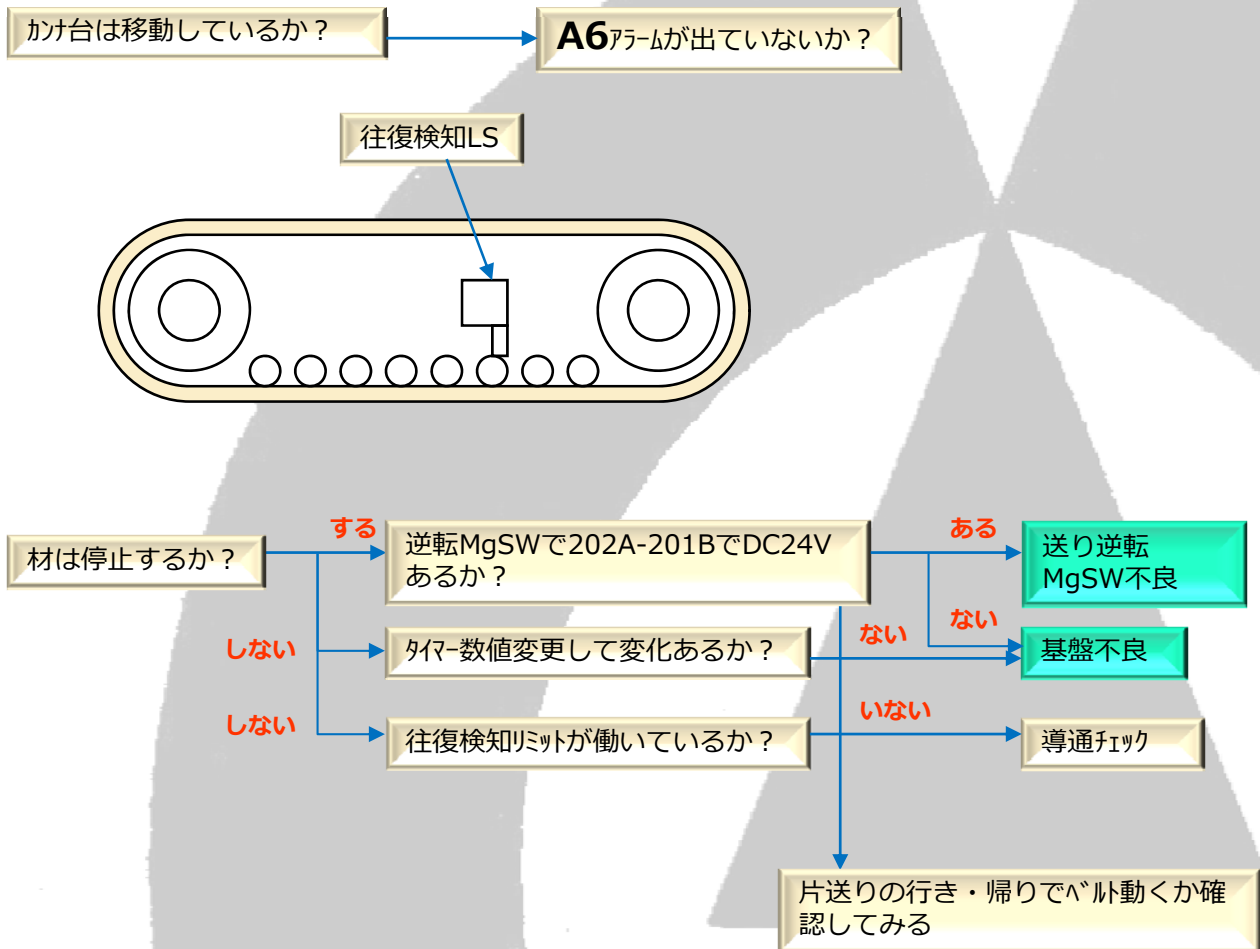 ｶﾝﾅ台は移動しているか？
A6ｱﾗｰﾑが出ていないか？
往復検知LS
材は停止するか？
する
逆転MgSWで202A-201BでDC24V
あるか？
ある
送り逆転
MgSW不良
しない
ﾀｲﾏｰ数値変更して変化あるか？
ない
ない
基盤不良
しない
往復検知ﾘﾐｯﾄが働いているか？
いない
導通ﾁｪｯｸ
片送りの行き・帰りでﾍﾞﾙﾄ動くか確
認してみる